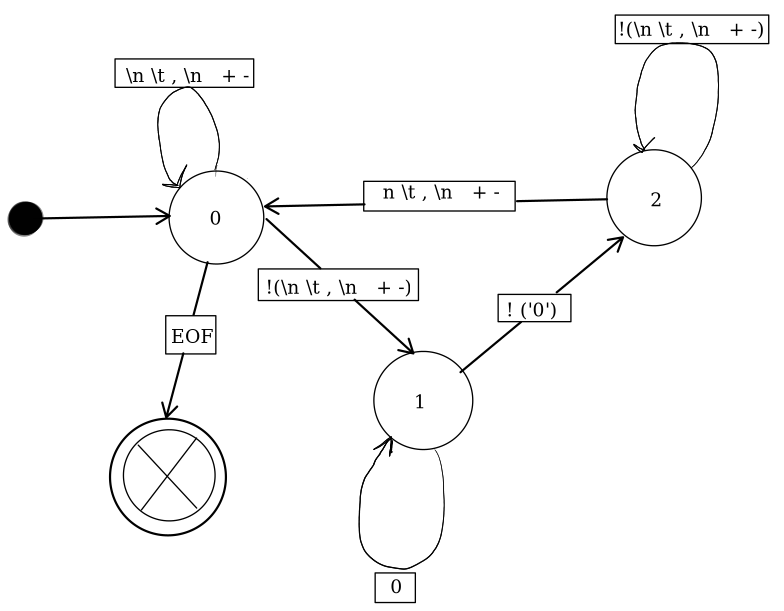 !(\n \t , \n + -)
\n \t , \n + -
n \t , \n + -
2
0
!(\n \t , \n + -)
! ('0')
EOF
1
0